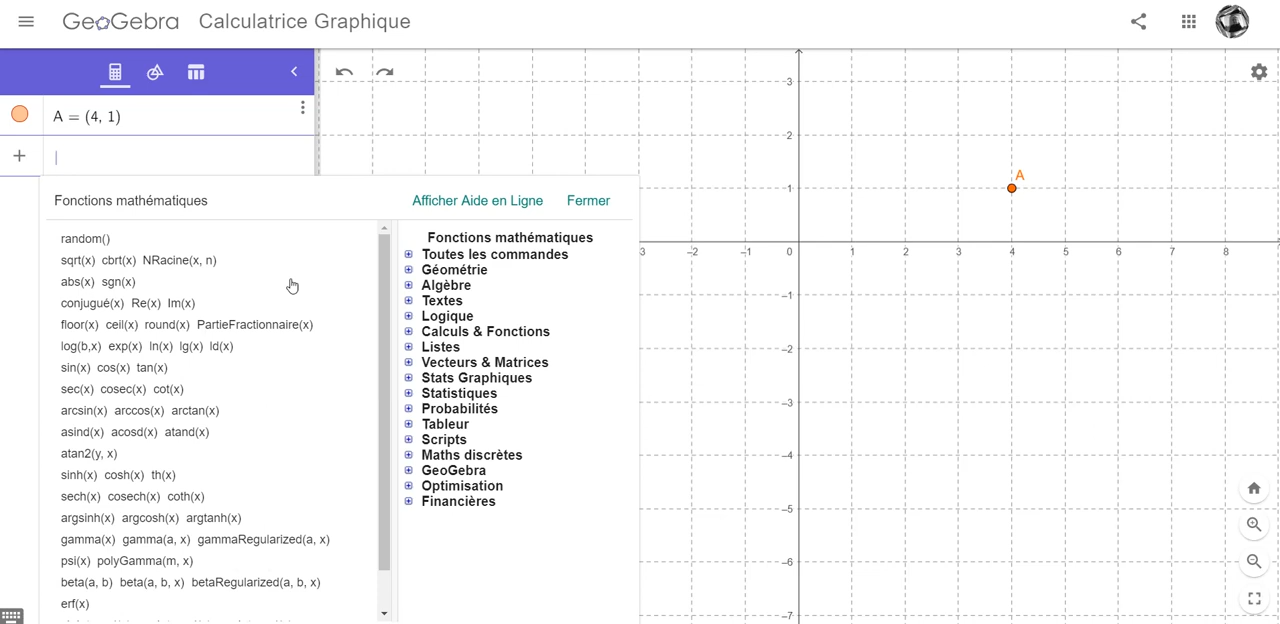 GeoGebra Calculatrice Graphique
A = (4, 1)
Fonctions mathématiques Afficher Aide en Ligne Fermer
random()
sqrt(x) cbrt(x) NRacine(x, n)
abs(x) sgn(x)
conjugué(x) Re(x) Im(x)
floor(x) ceil(x) round(x) PartieFractionnaire(x)
log(b,x) exp(x) ln(x) lg(x) ld(x)
sin(x) cos(x) tan(x)
sec(x) cosec(x) cot(x)
arcsin(x) arccos(x) arctan(x)
asind(x) acosd(x) atand(x)
atan2(y, x)
sinh(x) cosh(x) th(x)
sech(x) cosech(x) coth(x)
argsinh(x) argcosh(x) argtanh(x)
gamma(x) gamma(a, x) gammaRegularized(a, x)
psi(x) polyGamma(m, x)
beta(a, b) beta(a, b, x) betaRegularized(a, b, x)
erf(x)
Fonctions mathématiques
Toutes les commandes
Géométrie
Algèbre
Textes
Logique
Calculs & Fonctions
Listes
Vecteurs & Matrices
Stats Graphiques
Statistiques
Probabilités
Tableur
Scripts
Maths discrètes
GeoGebra
Optimisation
Financières
3
2
A
1
–3 –2 –1 0 1 2 3 4 5 6 7 8
–1
–2
–3
–4
–5
–6
–7